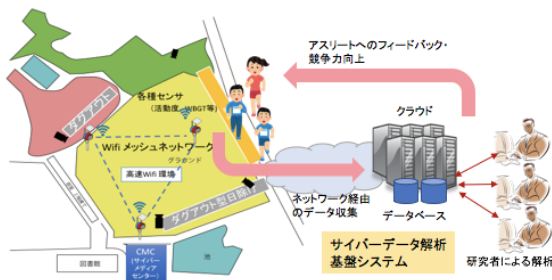 アスリートへのフィードバック・
競争力向上
各種センサ
(活動度、WBGT等)
クラウド
ダグアウト
Wifi メッシュネットワーク
グラウンド
高速Wifi 環境
ネットワーク経由
のデータ収集
データベース
ダグアウト型日除け
サイバーデータ解析
基盤システム
研究者による解析
CMC
(サイバー
メディア
センター)
図書館
池